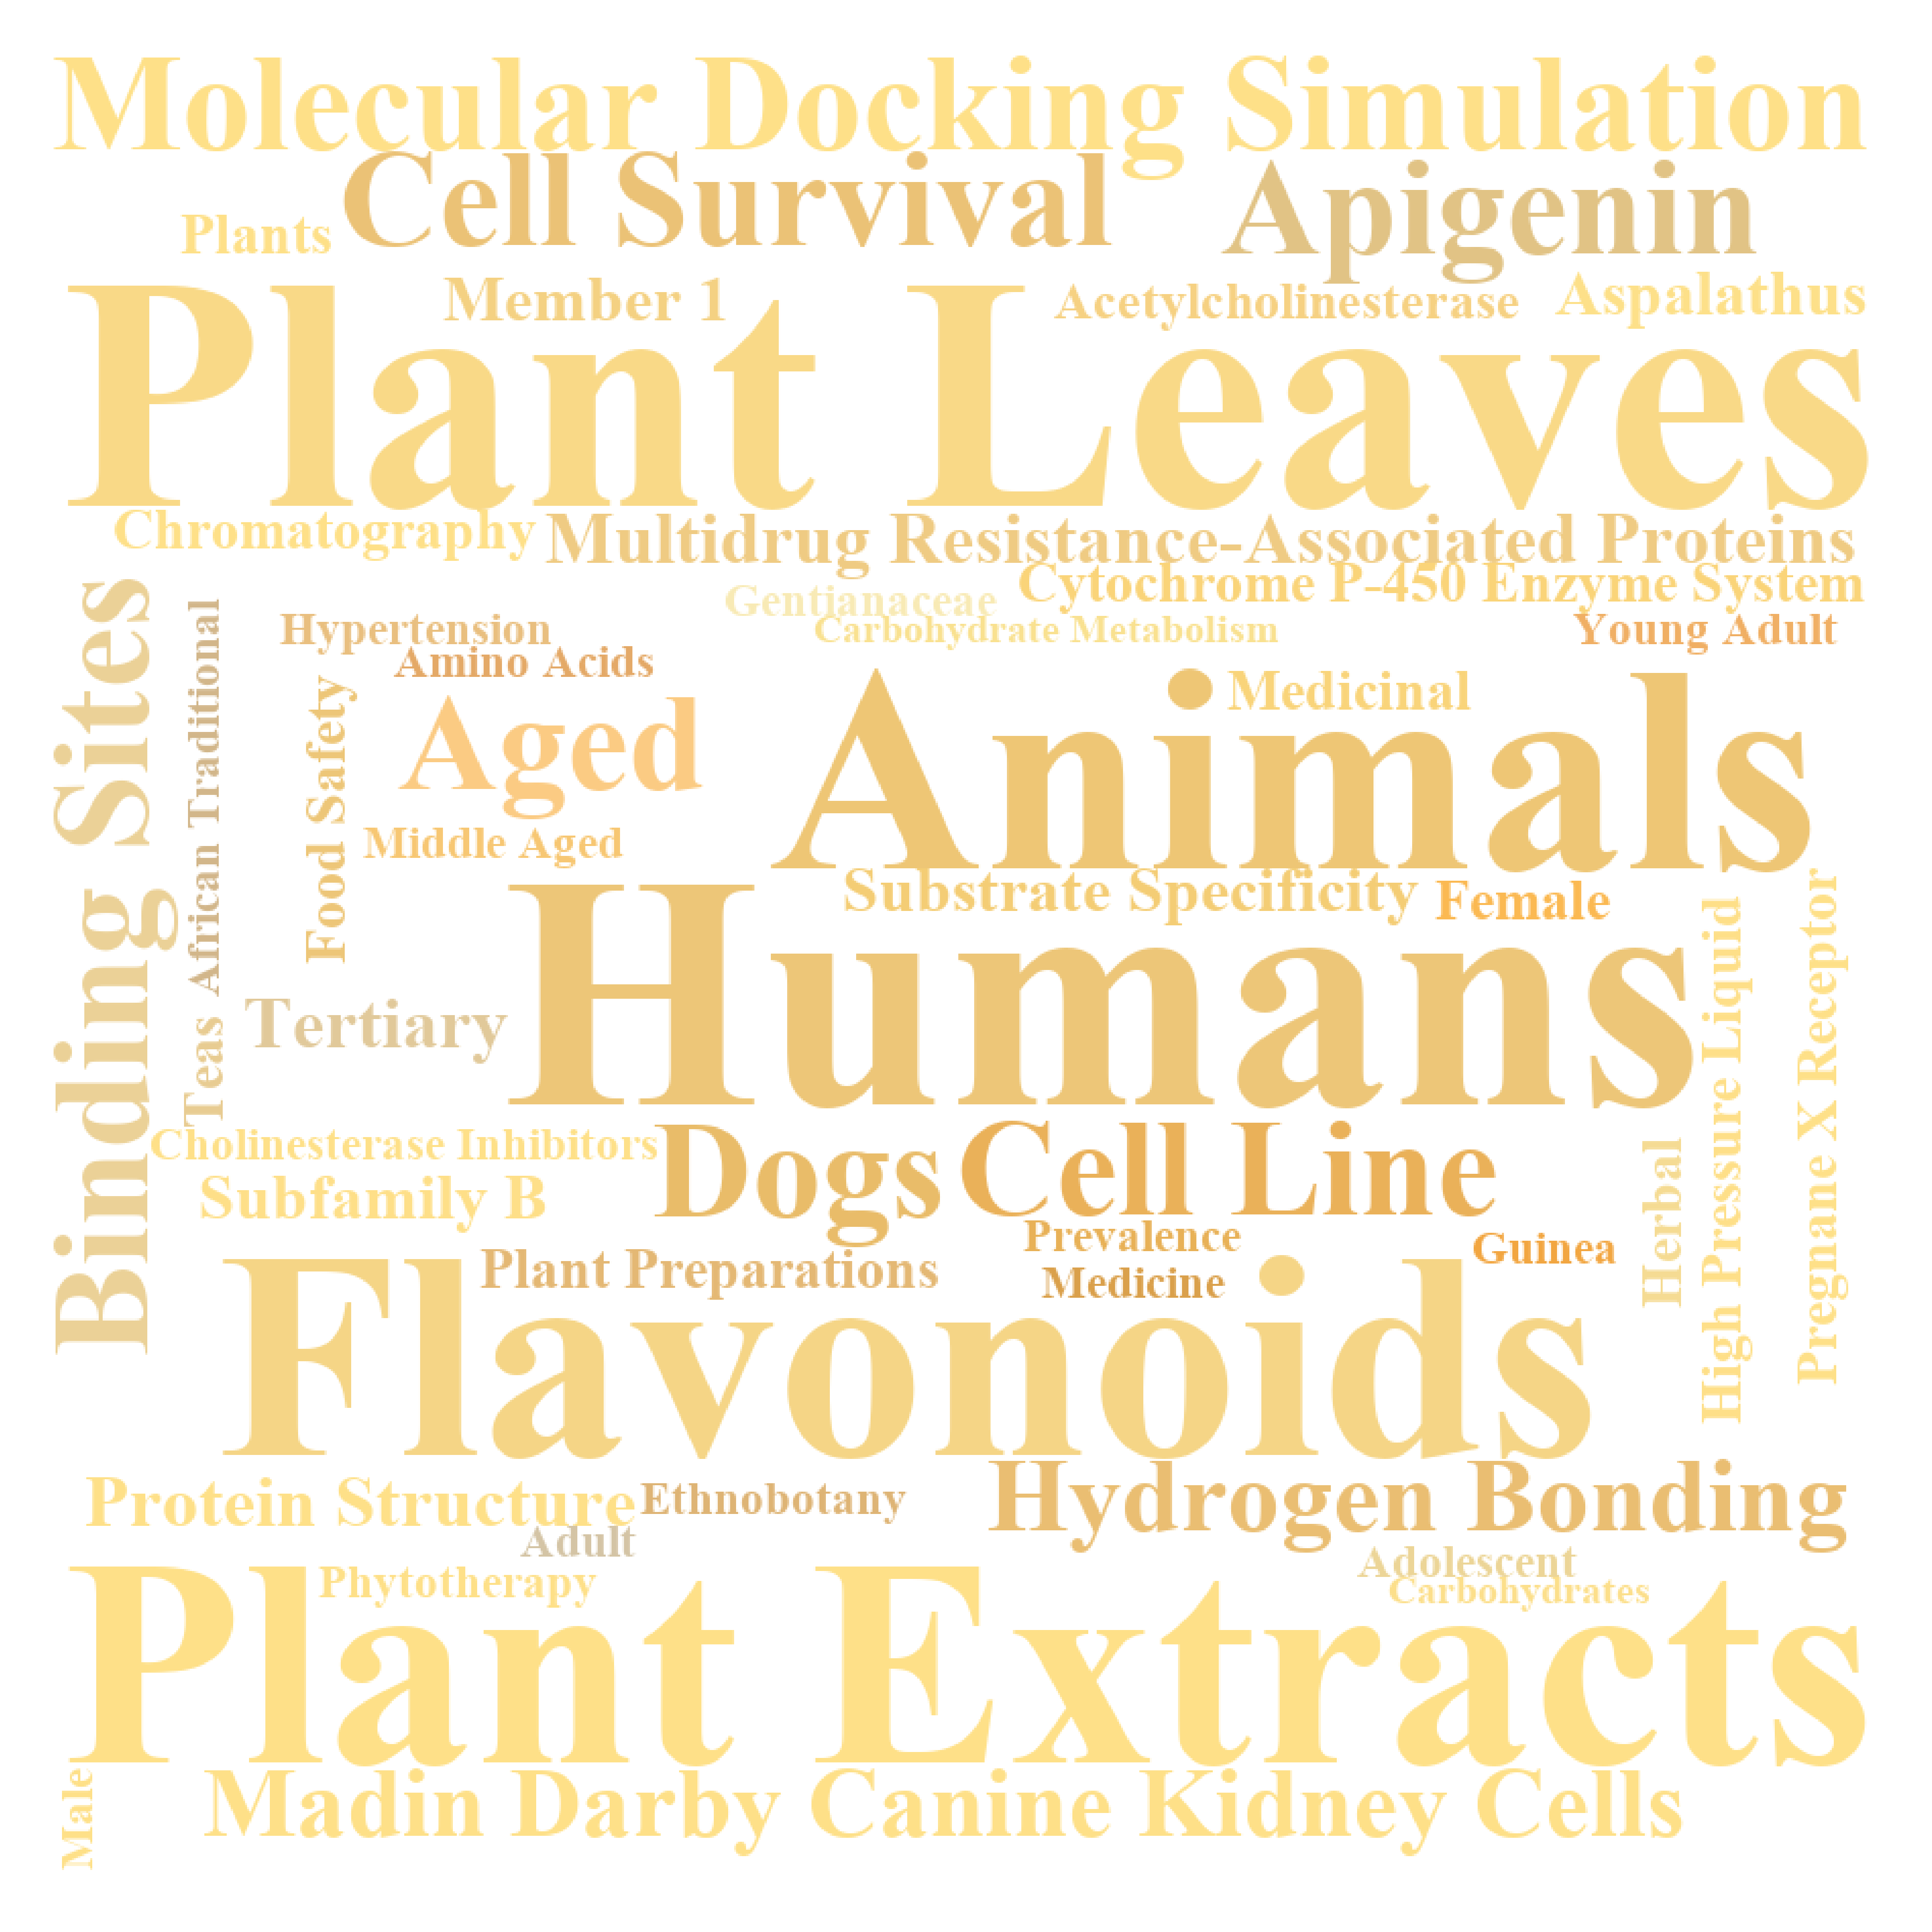 Molecular Docking Simulation
Cell Survival
Apigenin
Plants
Member 1
Acetylcholinesterase
Aspalathus
Plant Leaves
Chromatography
Multidrug Resistance-Associated Proteins
Cytochrome P-450 Enzyme System
Gentianaceae
Carbohydrate Metabolism
Young Adult
Hypertension
Amino Acids
Binding Sites
African Traditional
Food Safety
Aged
Animals
Medicinal
Middle Aged
Substrate Specificity
Female
Humans
Tertiary
Teas
High Pressure Liquid
Pregnane X Receptor
Cholinesterase Inhibitors
Subfamily B
Dogs
Cell Line
Herbal
Prevalence
Guinea
Plant Preparations
Medicine
Flavonoids
Protein Structure
Ethnobotany
Hydrogen Bonding
Adult
Adolescent
Phytotherapy
Carbohydrates
Plant Extracts
Male
Madin Darby Canine Kidney Cells